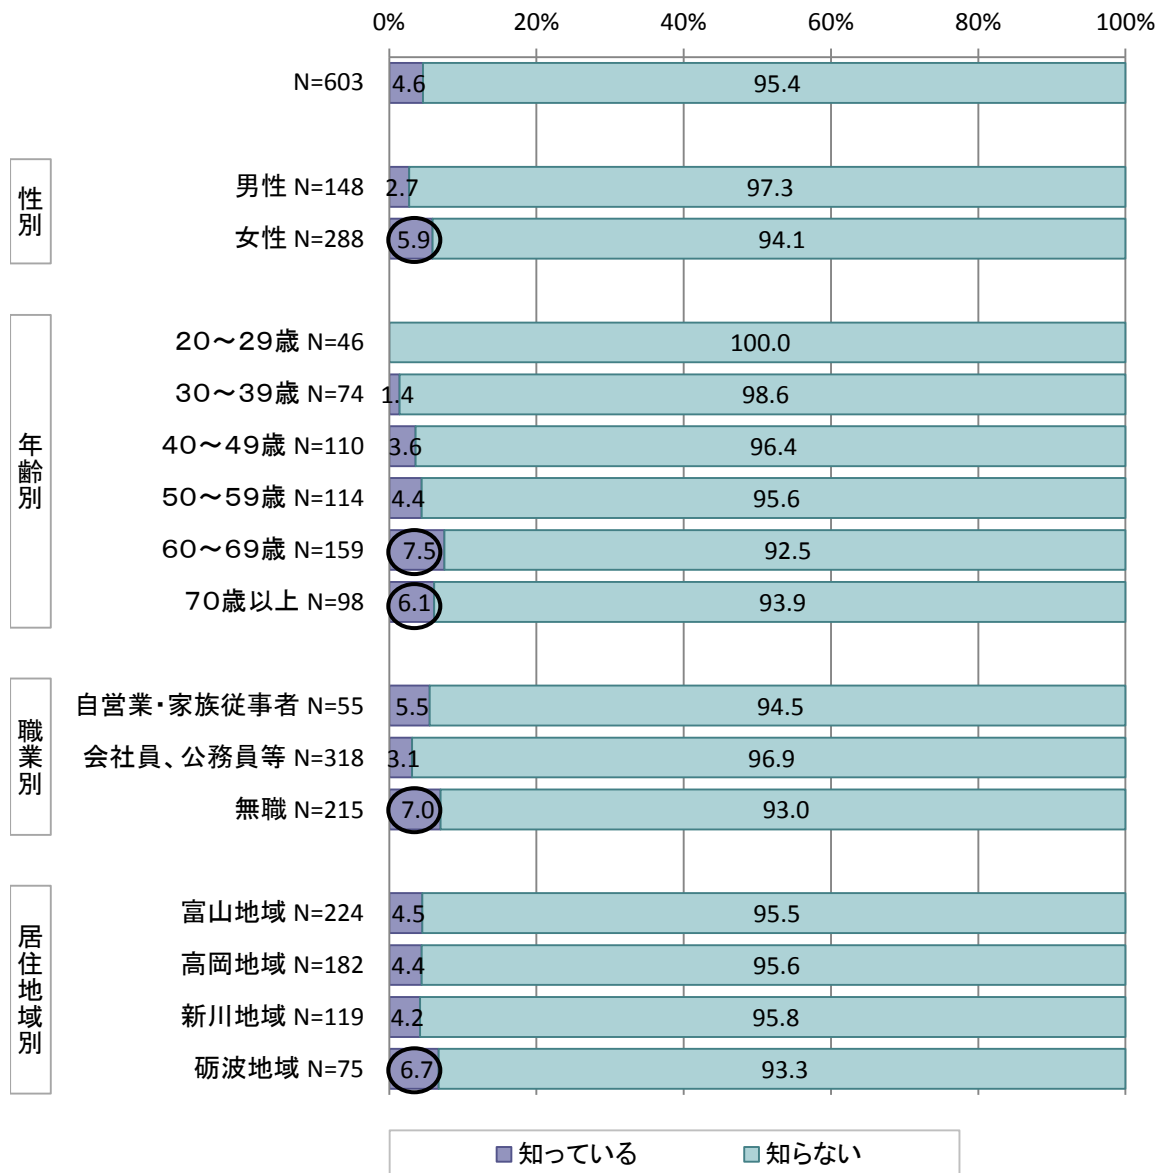 0% 20% 40% 60% 80% 100%
N=603 4.6 95.4
性別
男性 N=148 2.7 97.3
女性 N=288 5.9 94.1
年齢別
20～29歳 N=46 100.0
30～39歳 N=74 1.4 98.6
40～49歳 N=110 3.6 96.4
50～59歳 N=114 4.4 95.6
60～69歳 N=159 7.5 92.5
70歳以上 N=98 6.1 93.9
職業別
自営業・家族従事者 N=55 5.5 94.5
会社員、公務員等 N=318 3.1 96.9
無職 N=215 7.0 93.0
居住地域別
富山地域 N=224 4.5 95.5
高岡地域 N=182 4.4 95.6
新川地域 N=119 4.2 95.8
砺波地域 N=75 6.7 93.3
知っている 知らない